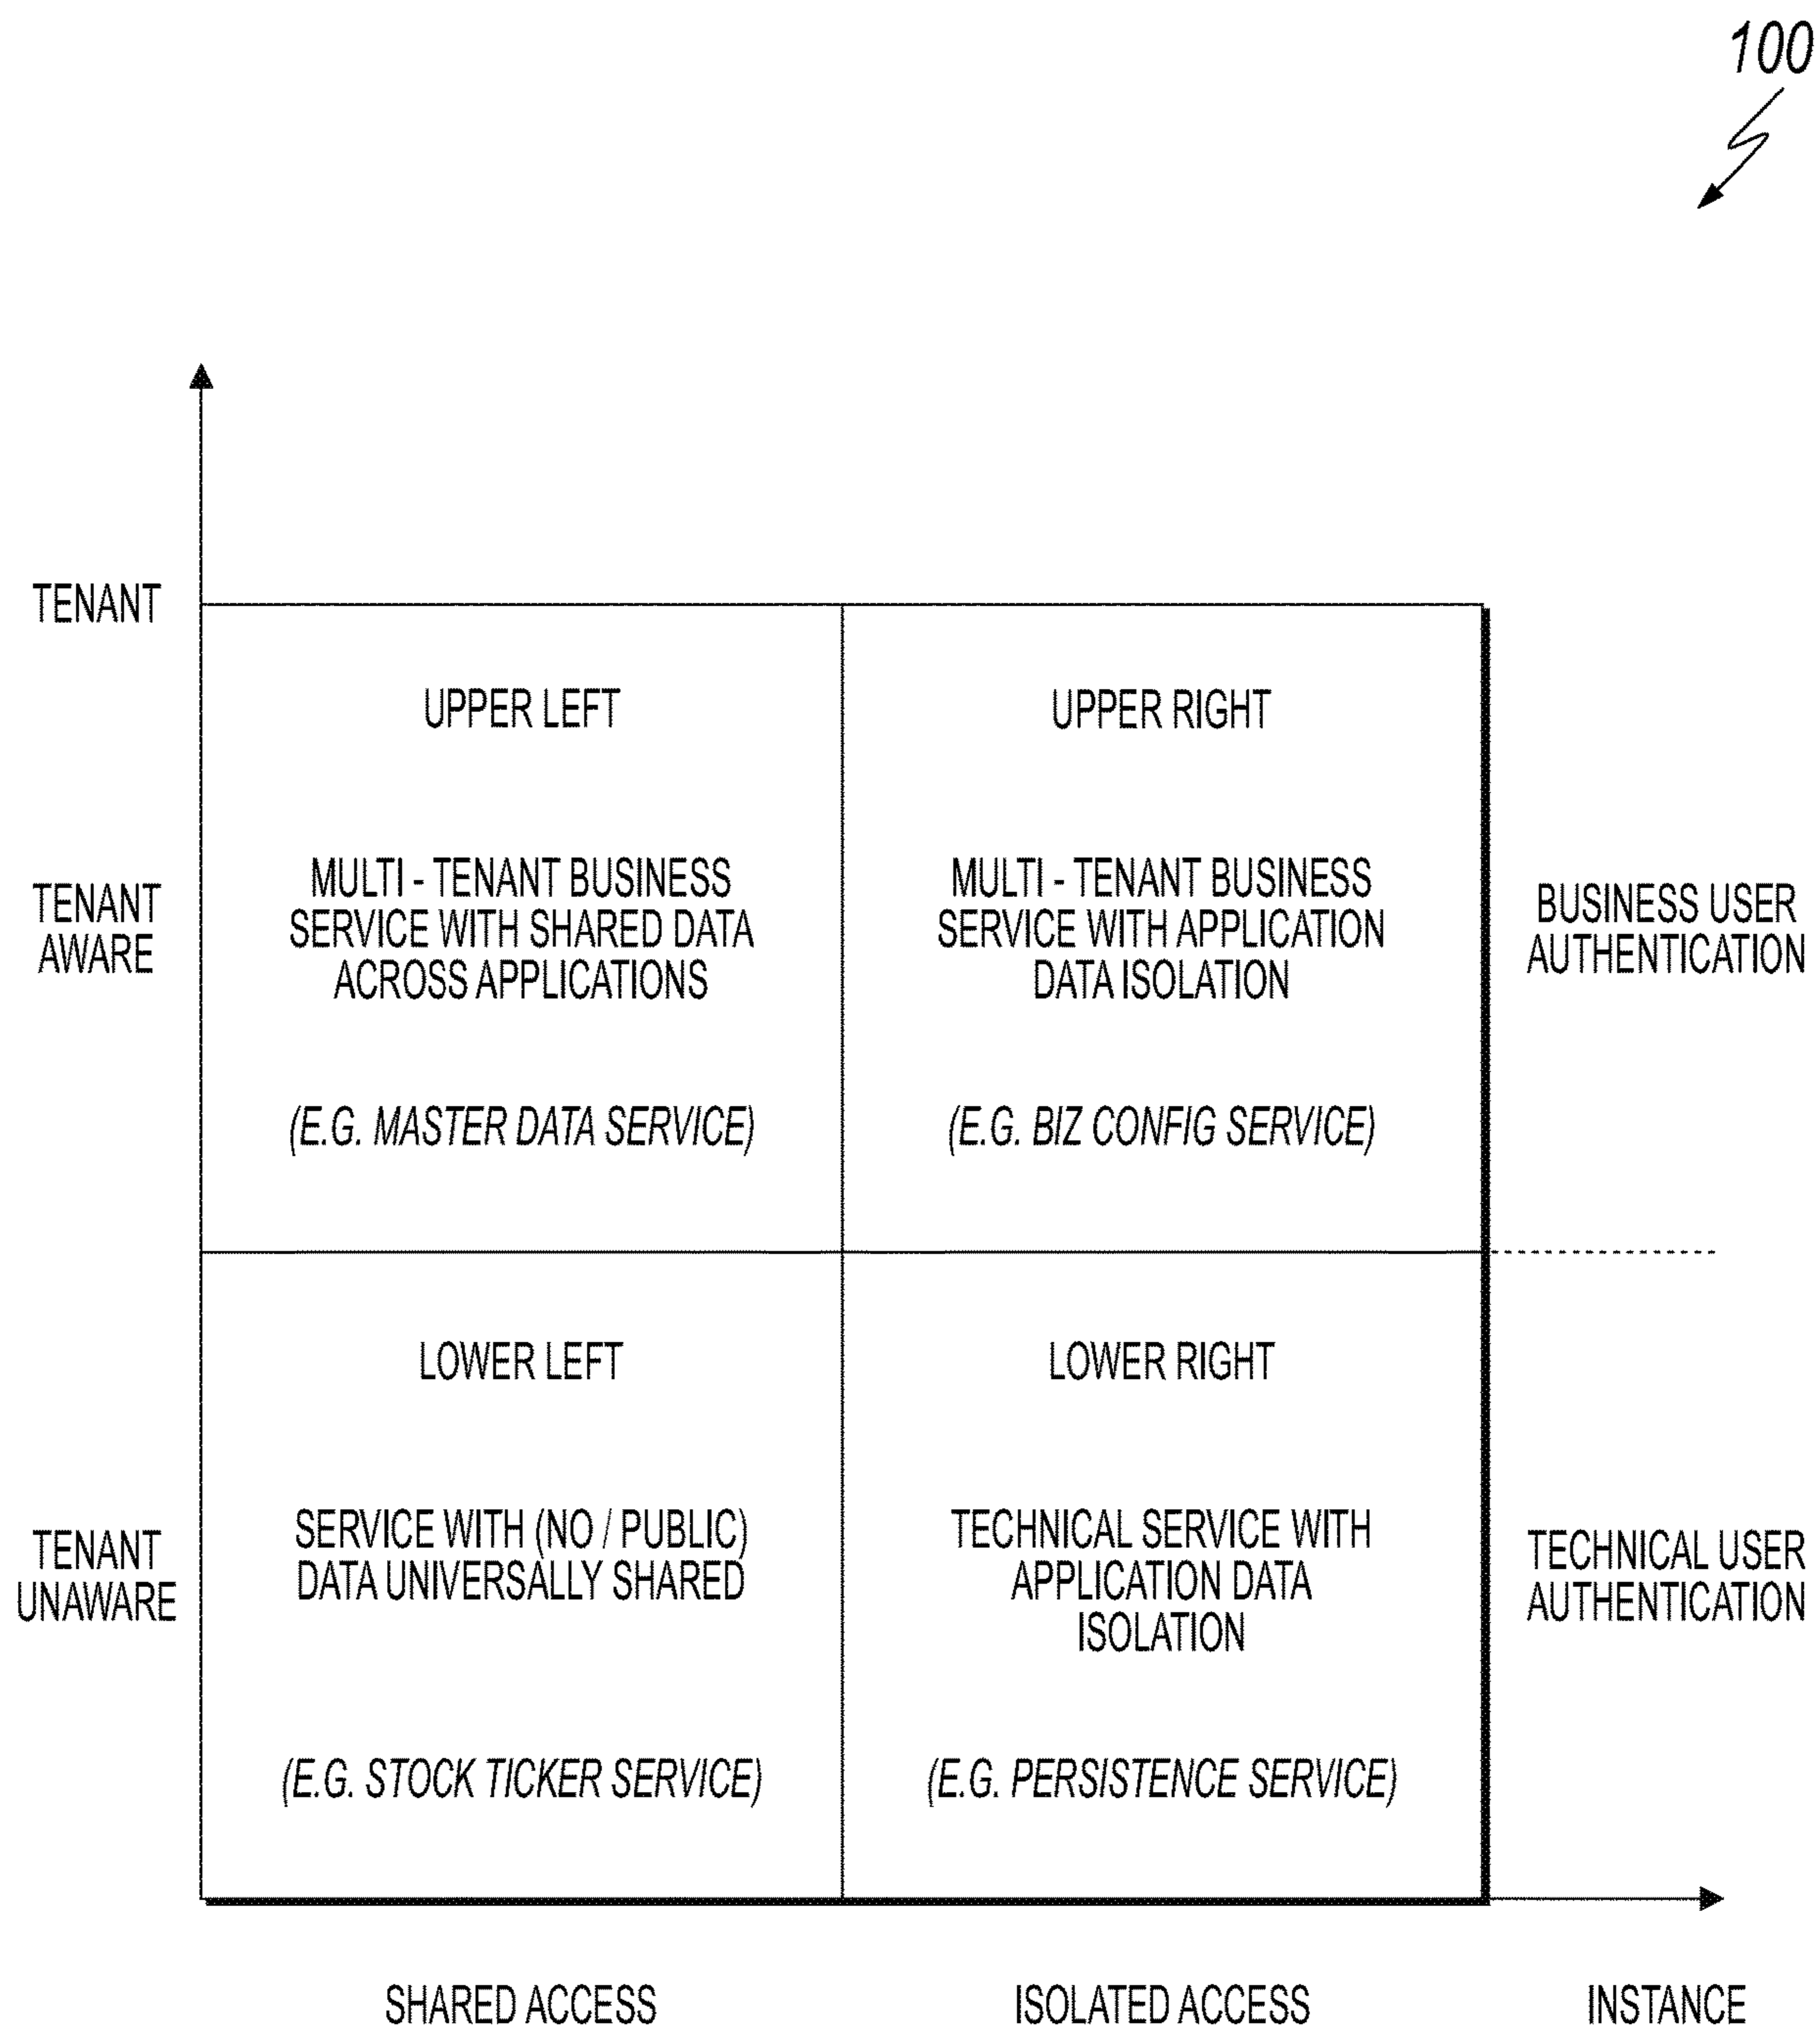 100
TENANT
UPPER LEFT
UPPER RIGHT
TENANT
AWARE
MULTI - TENANT BUSINESS
SERVICE WITH SHARED DATA
ACROSS APPLICATIONS
MULTI - TENANT BUSINESS
SERVICE WITH APPLICATION
DATA ISOLATION
BUSINESS USER
AUTHENTICATION
(E.G. MASTER DATA SERVICE)
(E.G. BIZ CONFIG SERVICE)
LOWER LEFT
LOWER RIGHT
TENANT
UNAWARE
SERVICE WITH (NO / PUBLIC)
DATA UNIVERSALLY SHARED
TECHNICAL SERVICE WITH
APPLICATION DATA
ISOLATION
TECHNICAL USER
AUTHENTICATION
(E.G. STOCK TICKER SERVICE)
(E.G. PERSISTENCE SERVICE)
SHARED ACCESS
ISOLATED ACCESS
INSTANCE